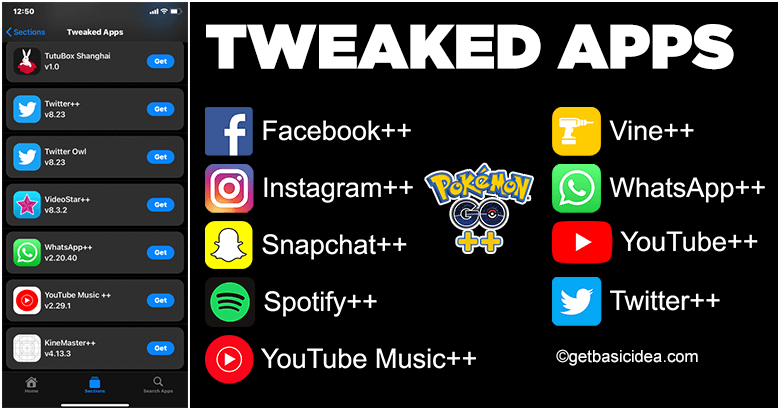 12:50
Sections
Tweaked Apps
TutuBox Shanghai
v1.0
Get
Twitter++
v8.23
Get
Twitter Owl
v8.23
Get
VideoStar++
v8.3.2
Get
WhatsApp++
v2.20.40
Get
YouTube Music ++
v2.29.1
Get
KineMaster++
v4.13.3
Get
Home
Sections
Search Apps
TWEAKED APPS
Facebook++
Instagram++
Snapchat++
Spotify++
YouTube Music++
POKÉMON
GO
++
Vine++
WhatsApp++
YouTube++
Twitter++
©getbasicidea.com